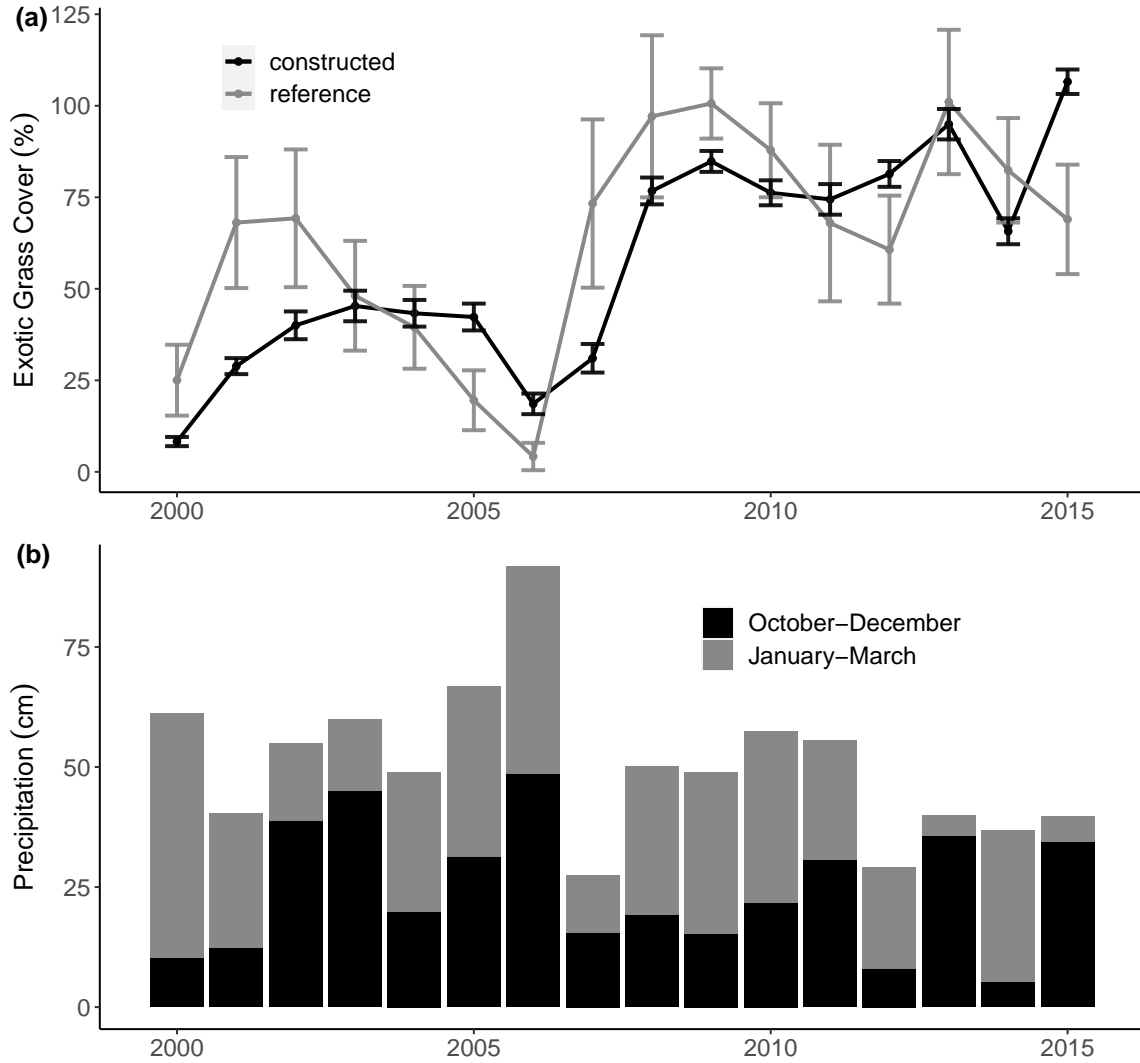 (a)
125
100
75
50
25
0
Exotic Grass Cover (%)
constructed
reference
2000 2005 2010 2015
(b)
75
50
25
0
Precipitation (cm)
October−December
January−March
2000 2005 2010 2015